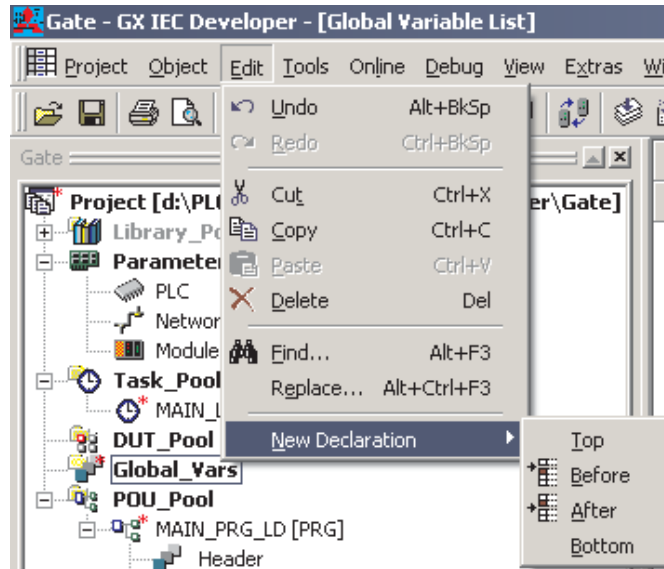 Gate - GX IEC Developer - [Global Variable List]
Project Object Edit Tools Online Debug View Extras Wi
Gate
Undo Alt+BkSp
Redo Ctrl+BkSp
Cut Ctrl+X
Copy Ctrl+C
Paste Ctrl+V
Delete Del
Find... Alt+F3
Replace... Alt+Ctrl+F3
New Declaration
Top
Before
After
Bottom
Project [d:\PL er\Gate]
Library_Po
Parameter
PLC
Networ
Module
Task_Pool
MAIN_L
DUT_Pool
Global_Vars
POU_Pool
MAIN_PRG_LD [PRG]
Header